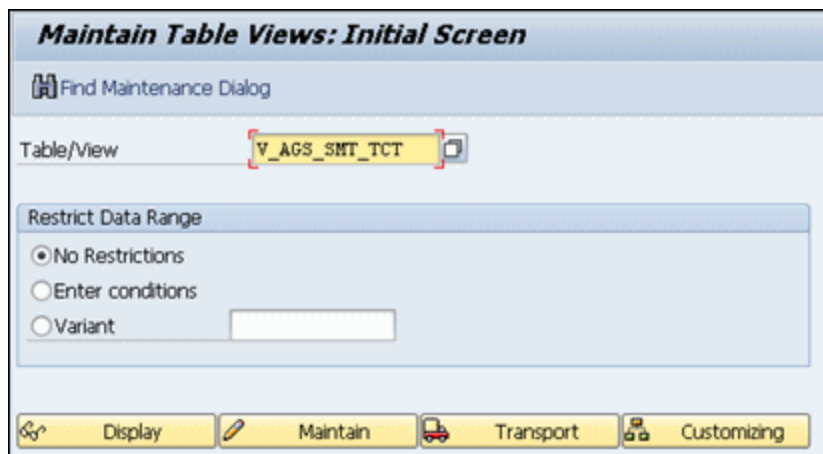 Maintain Table Views: Initial Screen
Find Maintenance Dialog
Table/View V_AGS_SMT_TCT
Restrict Data Range
No Restrictions
Enter conditions
Variant
Display Maintain Transport Customizing